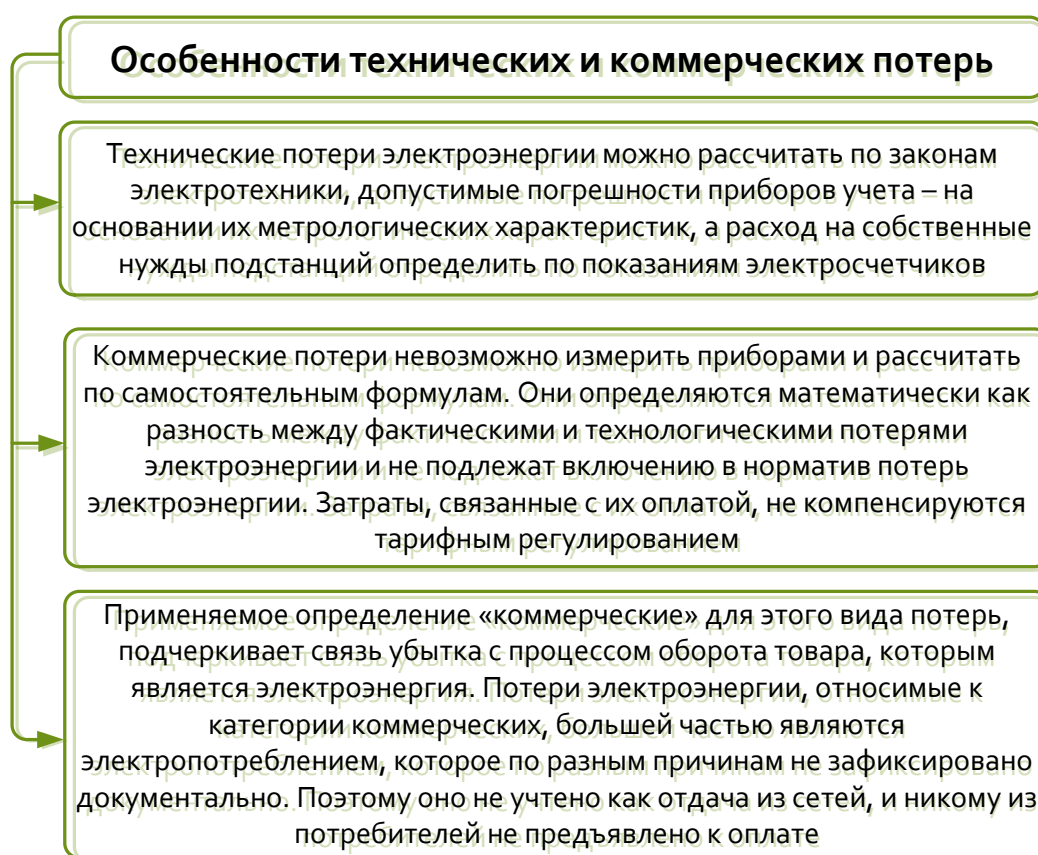 Особенности технических и коммерческих потерь
Технические потери электроэнергии можно рассчитать по законам
электротехники, допустимые погрешности приборов учета – на
основании их метрологических характеристик, а расход на собственные
нужды подстанций определить по показаниям электросчетчиков
Коммерческие потери невозможно измерить приборами и рассчитать
по самостоятельным формулам. Они определяются математически как
разность между фактическими и технологическими потерями
электроэнергии и не подлежат включению в норматив потерь
электроэнергии. Затраты, связанные с их оплатой, не компенсируются
тарифным регулированием
Применяемое определение «коммерческие» для этого вида потерь,
подчеркивает связь убытка с процессом оборота товара, которым
является электроэнергия. Потери электроэнергии, относимые к
категории коммерческих, большей частью являются
электропотреблением, которое по разным причинам не зафиксировано
документально. Поэтому оно не учтено как отдача из сетей, и никому из
потребителей не предъявлено к оплате